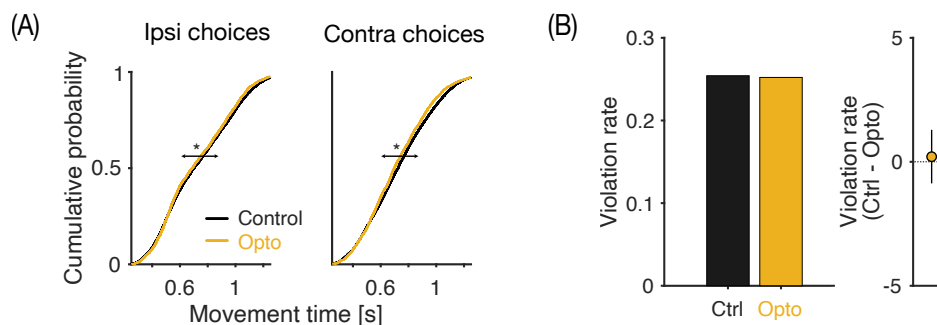 (A)
Ipsi choices
Contra choices
Cumulative probability
1
0.5
0
*
*
Control
Opto
0.6
1
0.6
1
Movement time [s]
(B)
Violation rate
0.3
0.2
0.1
0
Ctrl
Opto
Violation rate
(Ctrl - Opto)
5
0
-5